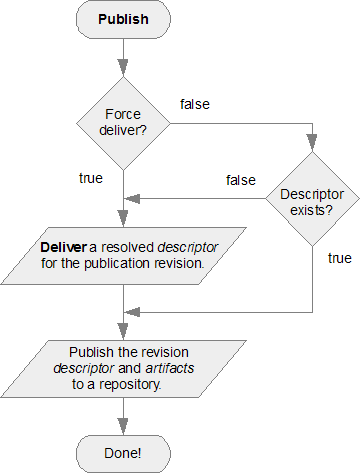 Publish
Force
deliver?
false
true
false
Descriptor
exists?
Deliver a resolved descriptor
for the publication revision.
true
Publish the revision
descriptor and artifacts
to a repository.
Done!